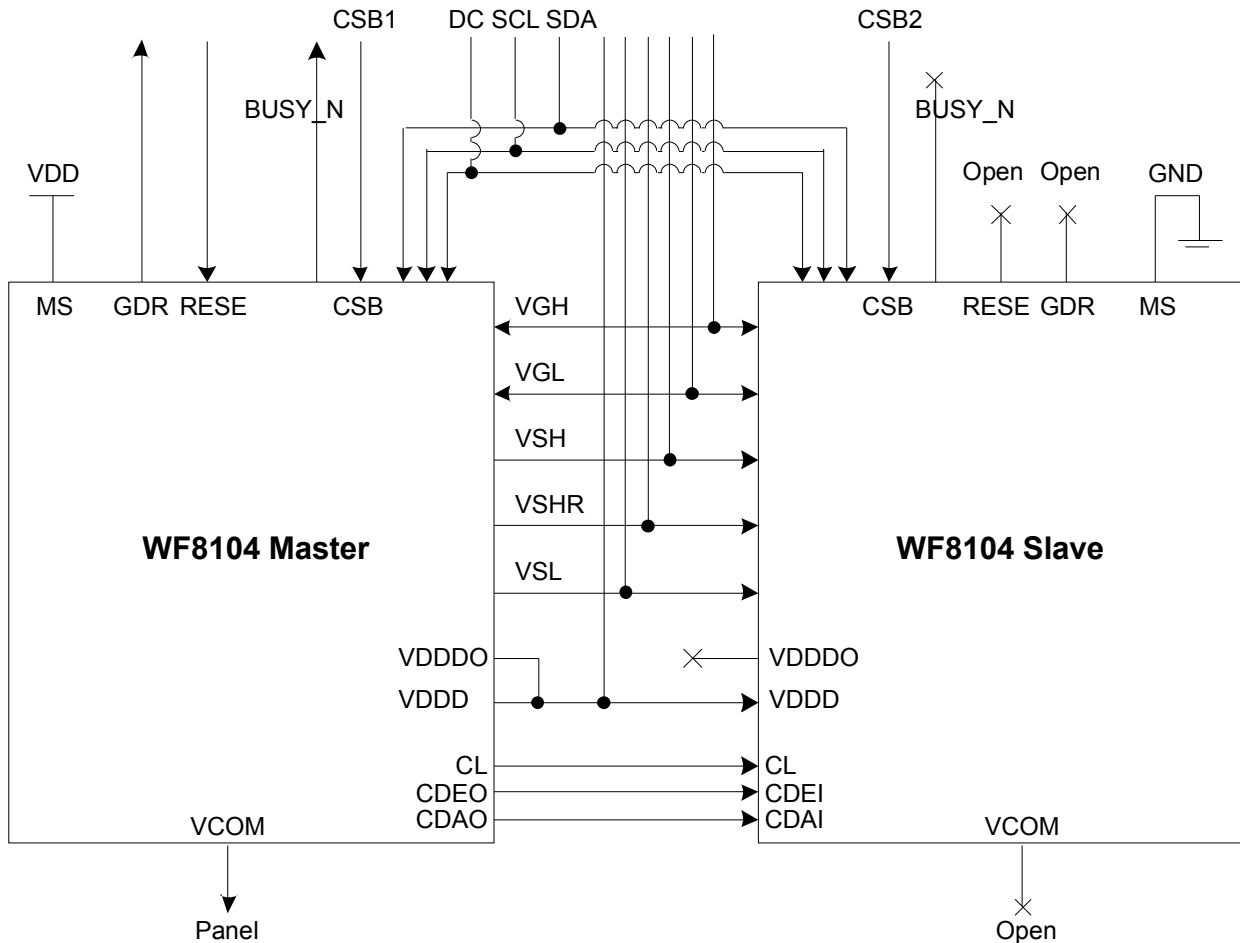 CSB1 DC SCL SDA CSB2
BUSY_N BUSY_N
VDD Open Open GND
MS GDR RESE CSB VGH CSB RESE GDR MS
VGL
VSH
VSHR
WF8104 Master WF8104 Slave
VSL
VDDDO VDDDO
VDDD VDDD
CL CL
CDEO CDEI
CDAO CDAI
VCOM VCOM
Panel Open